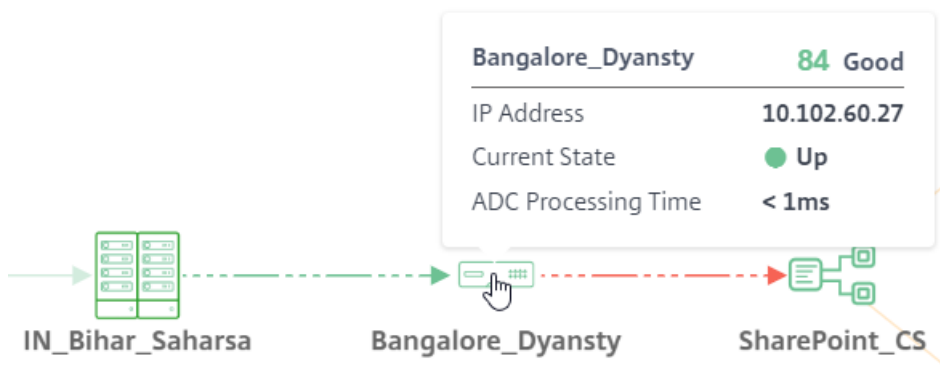 Bangalore_Dyansty 84 Good
IP Address 10.102.60.27
Current State Up
ADC Processing Time < 1ms
IN_Bihar_Saharsa Bangalore_Dyansty SharePoint_CS